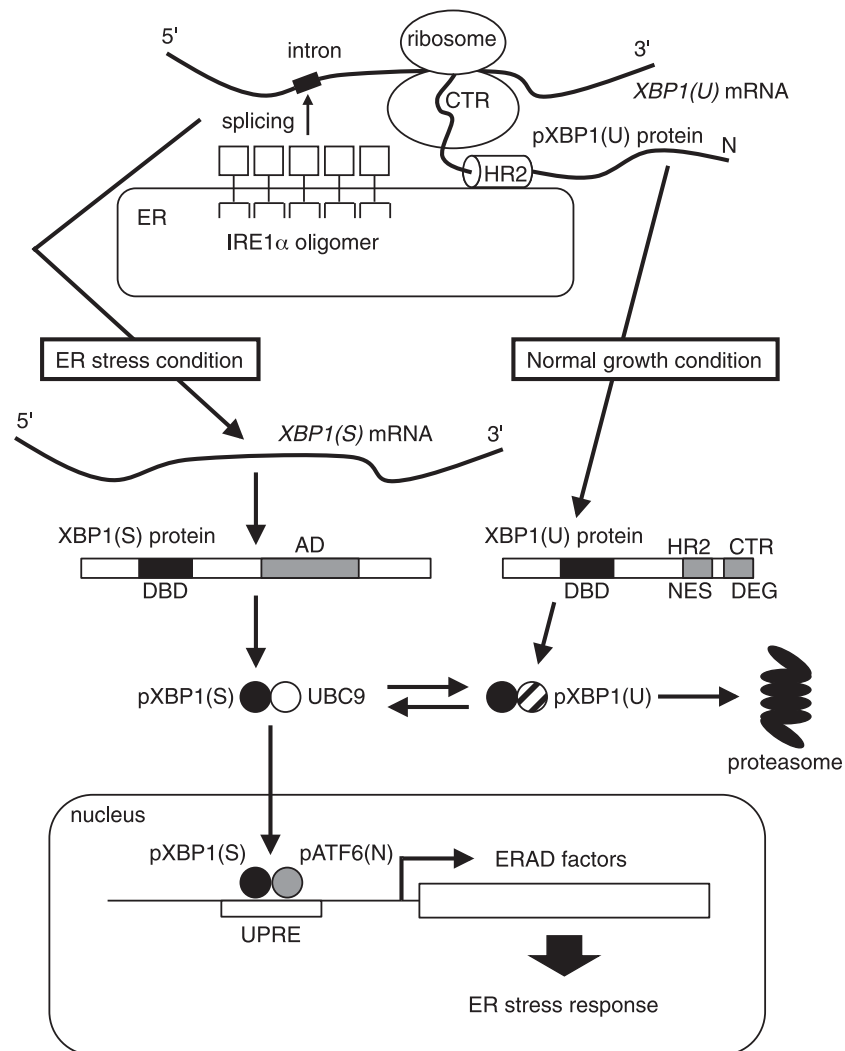 5'
intron
ribosome
3'
XBP1(U) mRNA
CTR
splicing
pXBP1(U) protein
N
HR2
ER
IRE1α oligomer
ER stress condition
Normal growth condition
5'
XBP1(S) mRNA
3'
XBP1(S) protein
AD
DBD
XBP1(U) protein
HR2
CTR
DBD
NES
DEG
pXBP1(S)
UBC9
pXBP1(U)
proteasome
nucleus
pXBP1(S)
pATF6(N)
ERAD factors
UPRE
ER stress response